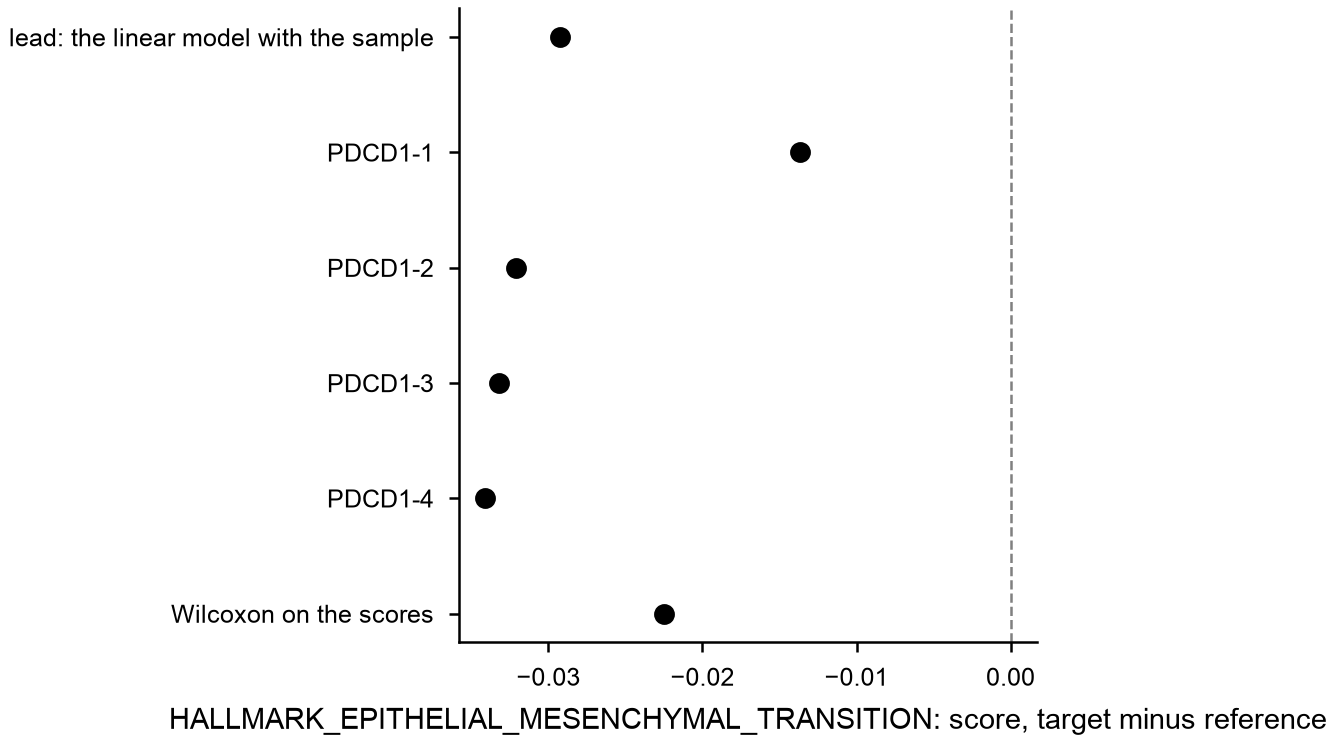 lead: the linear model with the sample
PDCD1-1
PDCD1-2
PDCD1-3
PDCD1-4
Wilcoxon on the scores
−0.03
−0.02
−0.01
0.00
HALLMARK_EPITHELIAL_MESENCHYMAL_TRANSITION: score, target minus reference